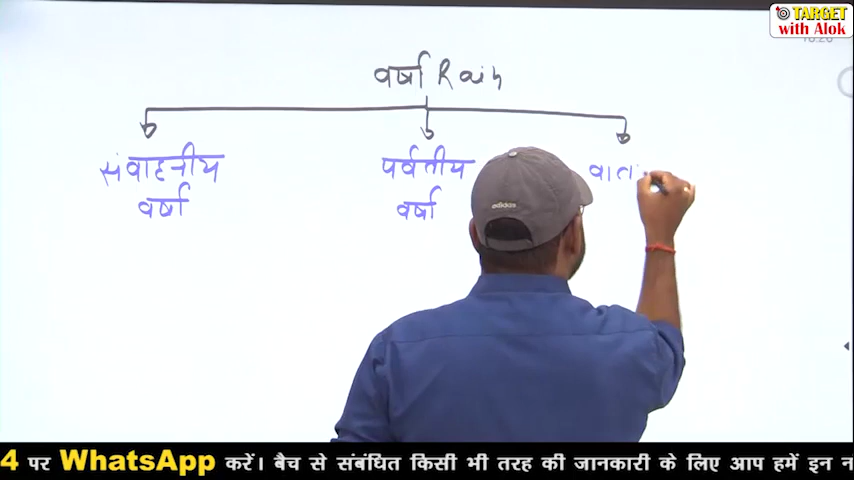 TARGET
with Alok
वर्षा Rain
संवाहनीय
वर्षा
पर्वतीय
वर्षा
4 पर WhatsApp करें। बैच से संबंधित किसी भी तरह की जानकारी के लिए आप हमें इन न
adidas